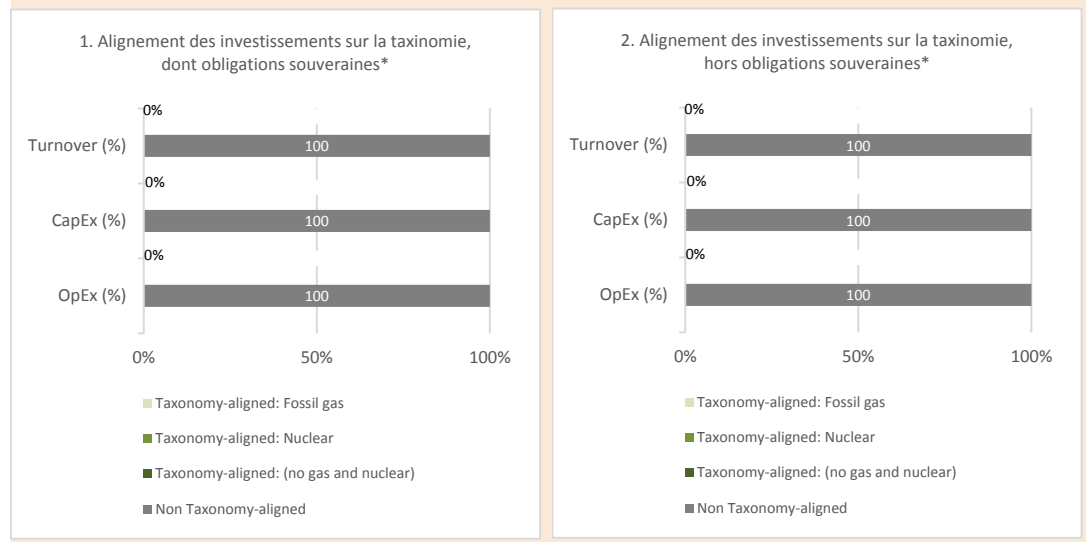 1. Alignement des investissements sur la taxinomie,
dont obligations souveraines*
0%
Turnover (%)
100
0%
CapEx (%)
100
0%
OpEx (%)
100
0%
50%
100%
Taxonomy-aligned: Fossil gas
Taxonomy-aligned: Nuclear
Taxonomy-aligned: (no gas and nuclear)
Non Taxonomy-aligned
2. Alignement des investissements sur la taxinomie,
hors obligations souveraines*
0%
Turnover (%)
100
0%
CapEx (%)
100
0%
OpEx (%)
100
0%
50%
100%
Taxonomy-aligned: Fossil gas
Taxonomy-aligned: Nuclear
Taxonomy-aligned: (no gas and nuclear)
Non Taxonomy-aligned